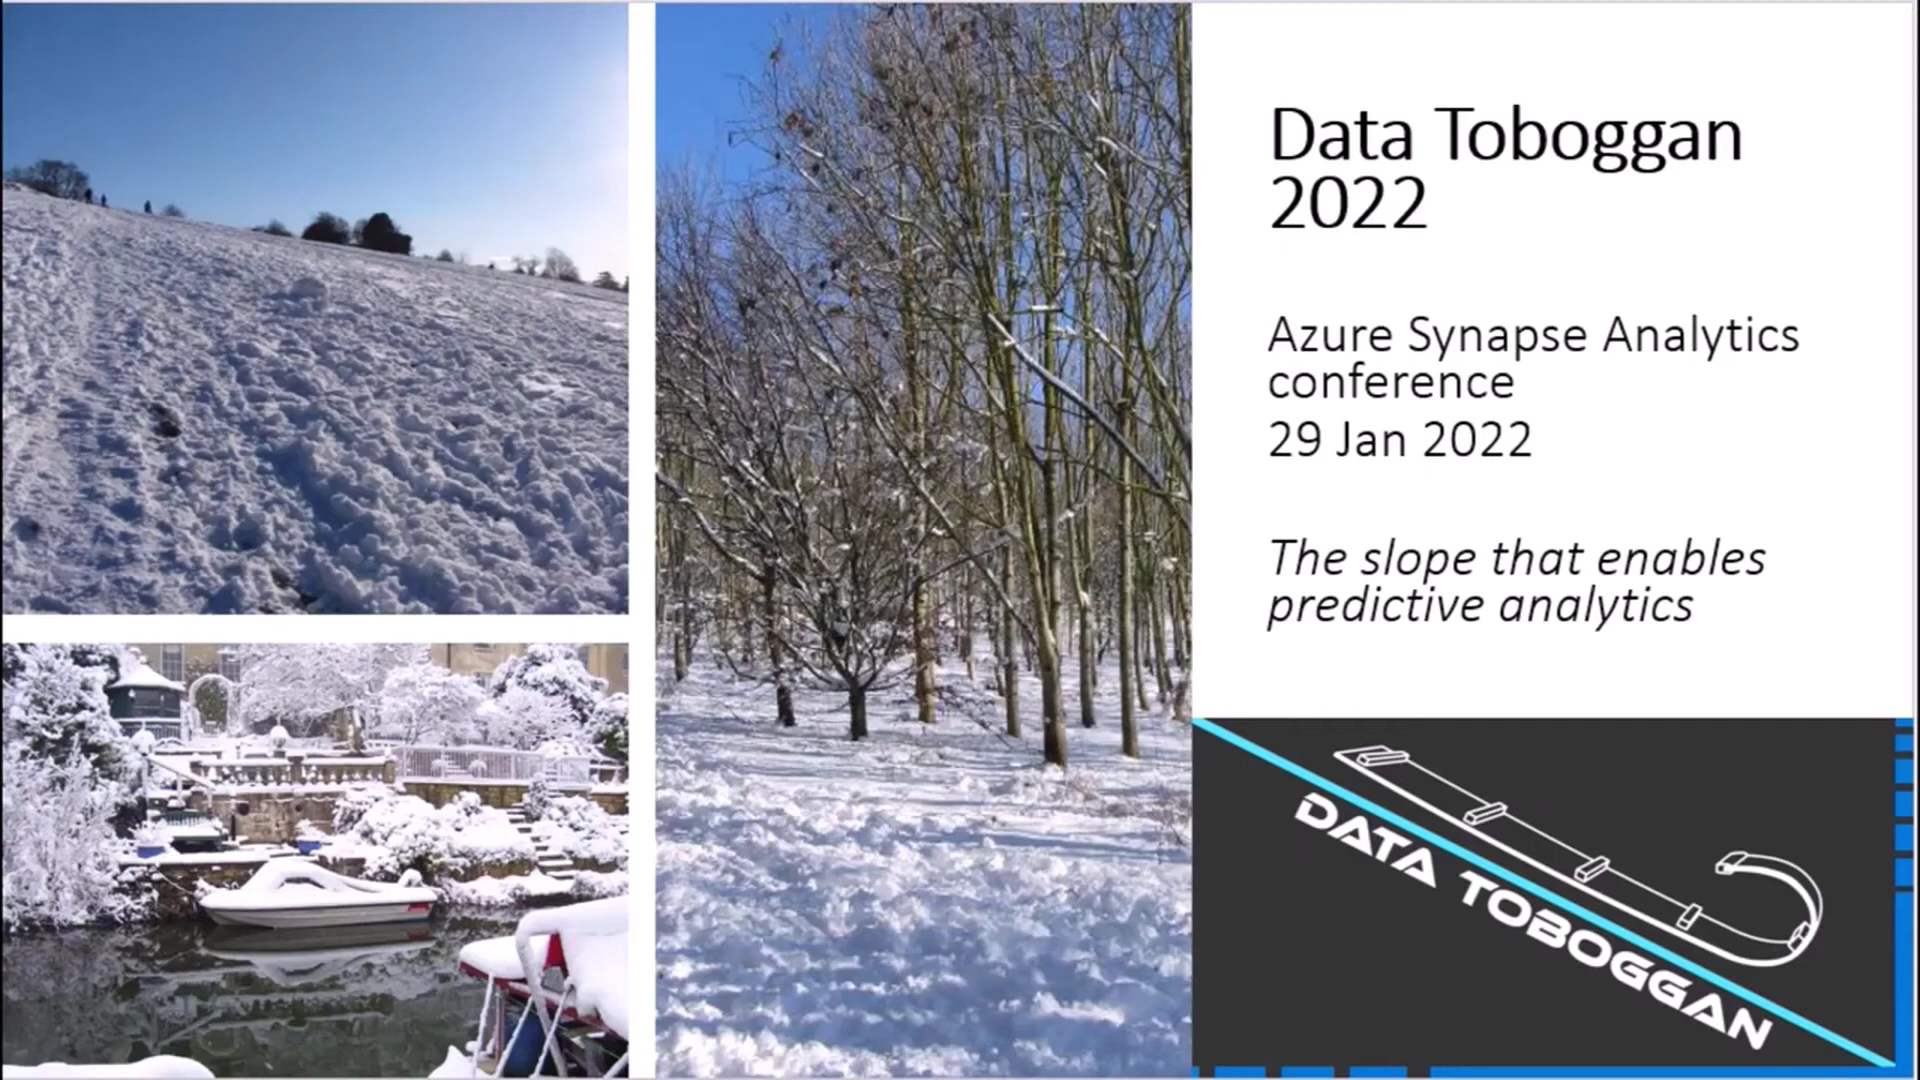 Data Toboggan
2022
Azure Synapse Analytics
conference
29 Jan 2022
The slope that enables
predictive analytics
DATA TOBOGGAN